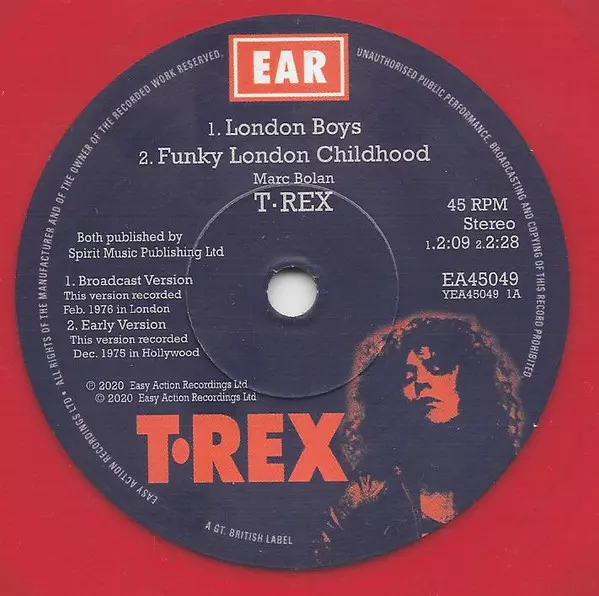 EAR
1. London Boys
2. Funky London Childhood
Marc Bolan
T·REX
45 RPM
Stereo
1.2:09 2.2:28
Both published by
Spirit Music Publishing Ltd
EA45049
YEA45049 1A
1. Broadcast Version
This version recorded
Feb. 1976 in London
2. Early Version
This version recorded
Dec. 1975 in Hollywood
℗ 2020 Easy Action Recordings Ltd
© 2020 Easy Action Recordings Ltd
T·REX
A GT. BRITISH LABEL
EASY ACTION RECORDINGS LTD • ALL RIGHTS OF THE MANUFACTURER AND OF THE OWNER OF THE RECORDED WORK RESERVED.
UNAUTHORISED PUBLIC PERFORMANCE, BROADCASTING AND COPYING OF THIS RECORD PROHIBITED